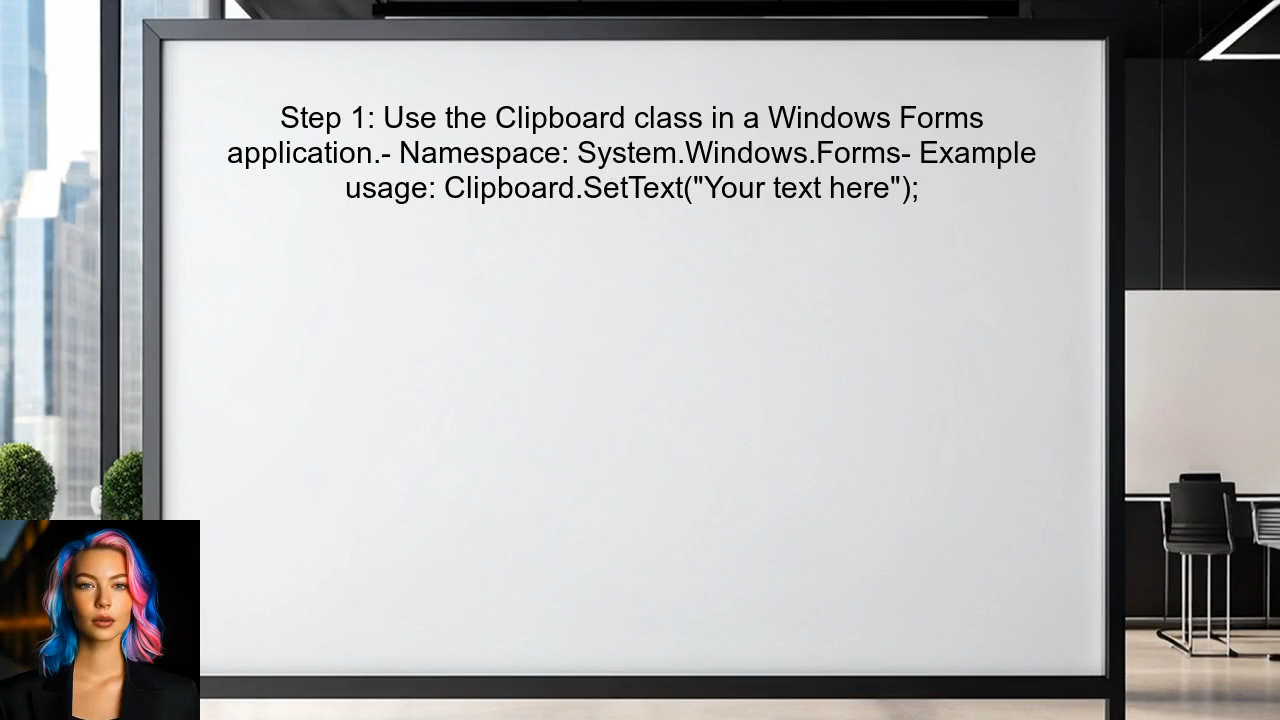 Step 1: Use the Clipboard class in a Windows Forms
application.- Namespace: System.Windows.Forms- Example
usage: Clipboard.SetText("Your text here");